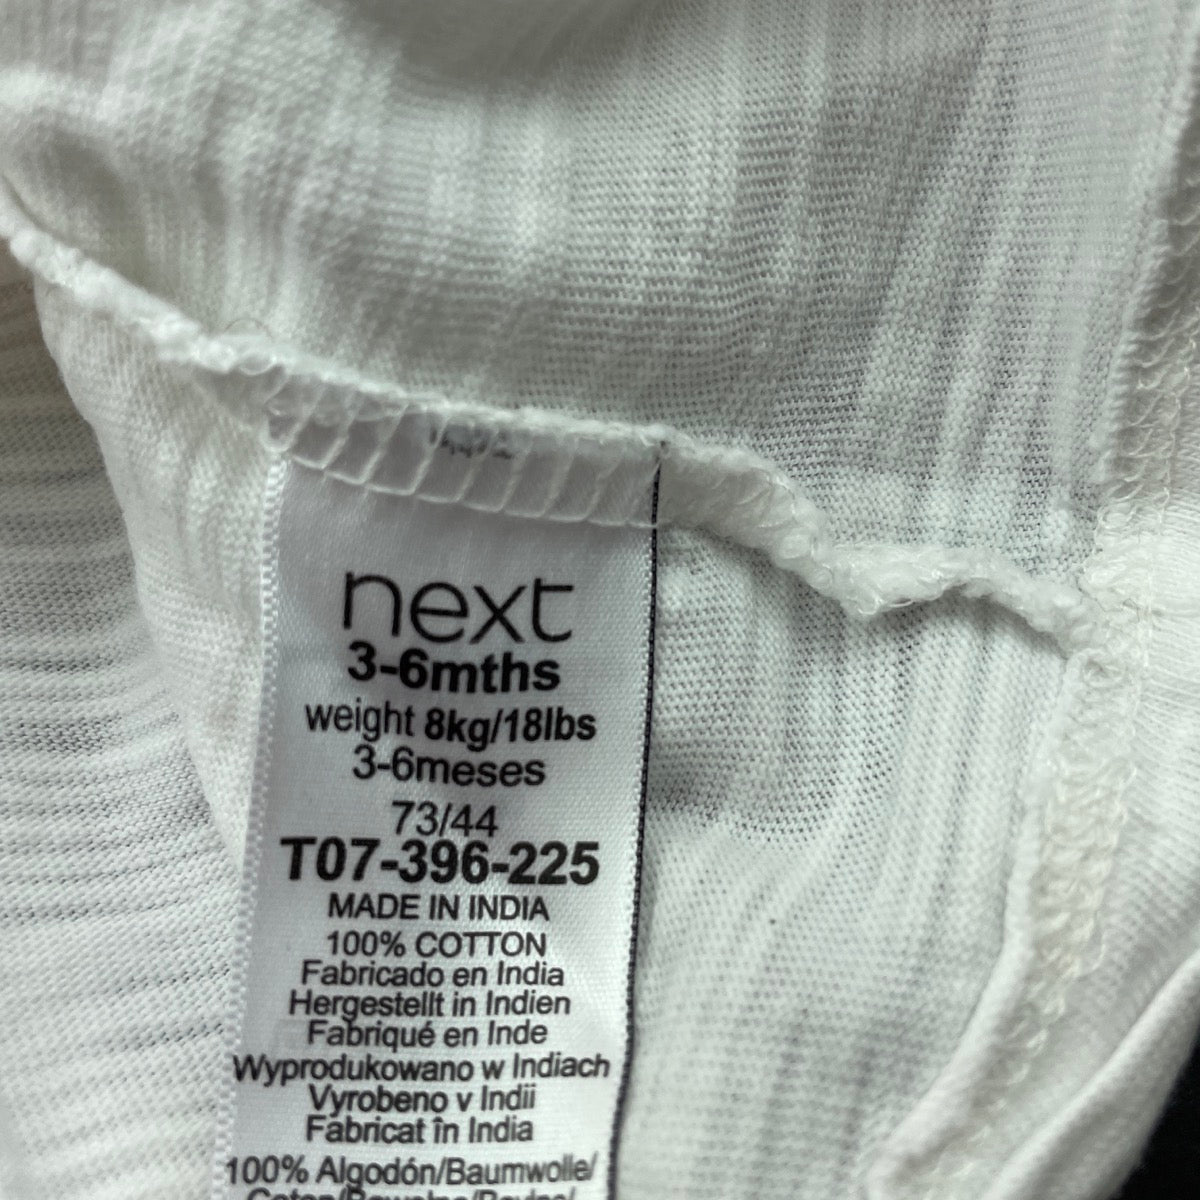 next
3-6mths
weight 8kg/18lbs
3-6meses
73/44
T07-396-225
MADE IN INDIA
100% COTTON
Fabricado en India
Hergestellt in Indien
Fabriqué en Inde
Wyprodukowano w Indiach
Vyrobeno v Indii
Fabricat în India
100% Algodón/Baumwolle/